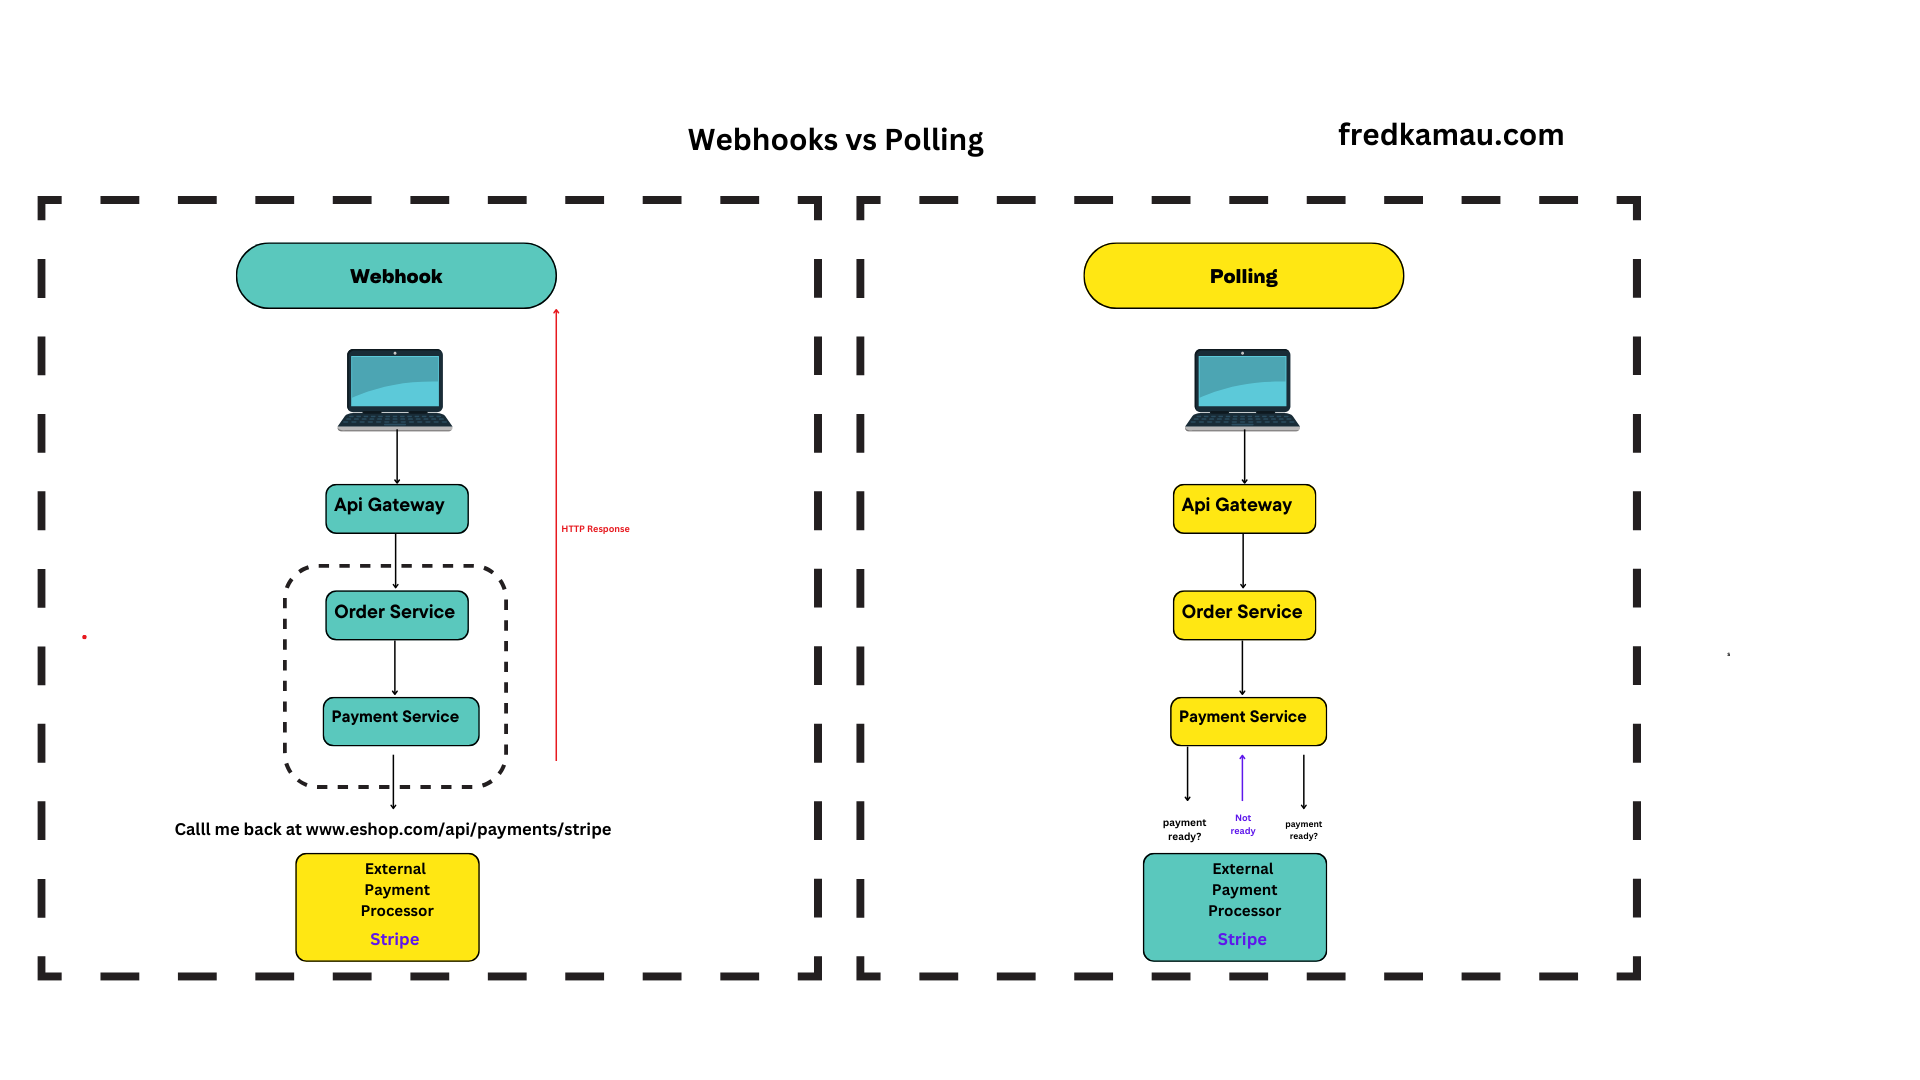 Webhooks vs Polling
fredkamau.com
Webhook
Api Gateway
HTTP Response
Order Service
Payment Service
Calll me back at www.eshop.com/api/payments/stripe
External
Payment
Processor
Stripe
Polling
Api Gateway
Order Service
Payment Service
payment
ready?
Not
ready
payment
ready?
External
Payment
Processor
Stripe
s